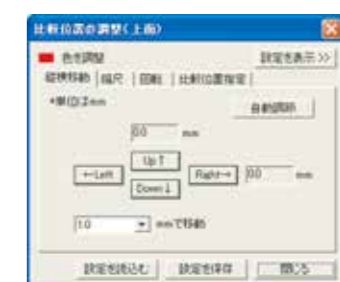 比較位置の調整(上面)
色を調整 設定を表示 >>
縦横移動 縮尺 回転 比較位置指定
*単位はmm 自動調節
0.0 mm
Up↑
←Left Right→ 0.0 mm
Down↓
1.0 mmで移動
設定を読込む 設定を保存 閉じる